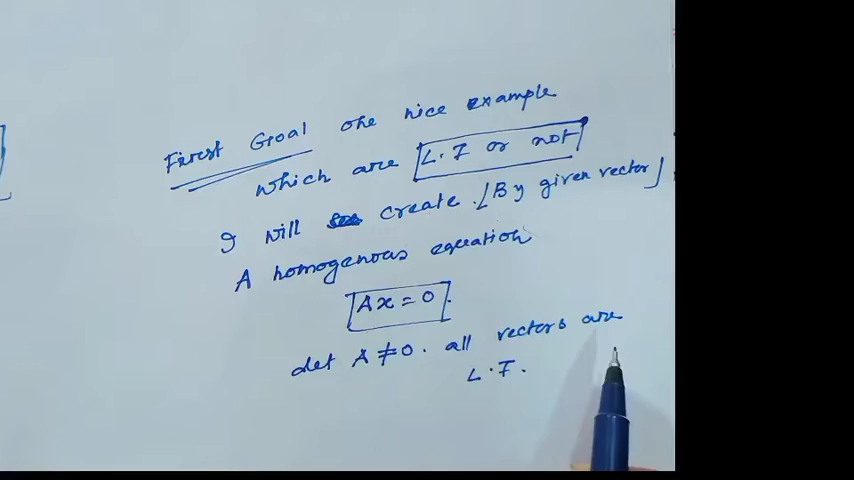 First Goal one nice example
which are L.I or not
I will create. [By given vector]
A homogenous equation
Ax = 0.
det A ≠ 0. all vectors are
L.I.